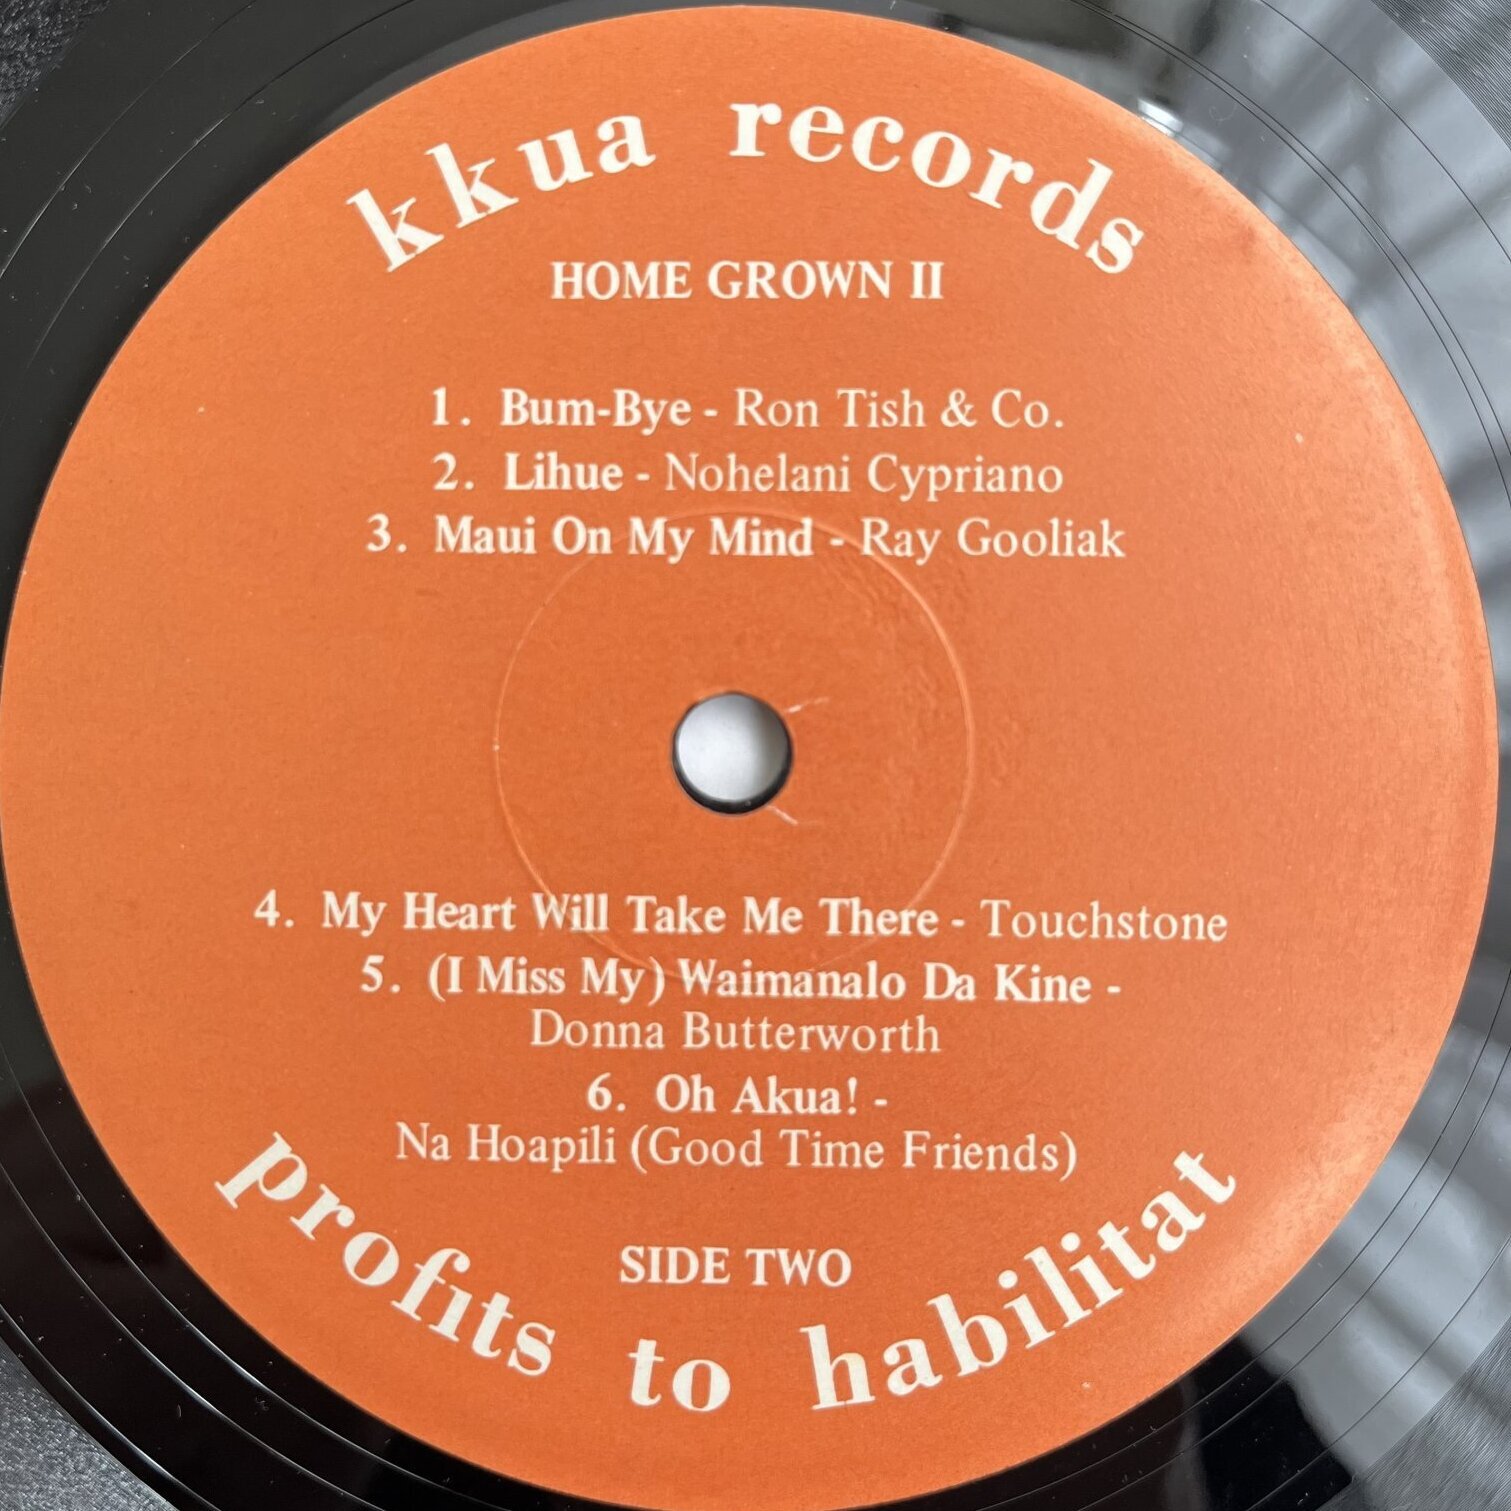 kkua records
HOME GROWN II
1. Bum-Bye - Ron Tish & Co.
2. Lihue - Nohelani Cypriano
3. Maui On My Mind - Ray Gooliak
4. My Heart Will Take Me There - Touchstone
5. (I Miss My) Waimanalo Da Kine -
Donna Butterworth
6. Oh Akua! -
Na Hoapili (Good Time Friends)
SIDE TWO
profits to habilitat